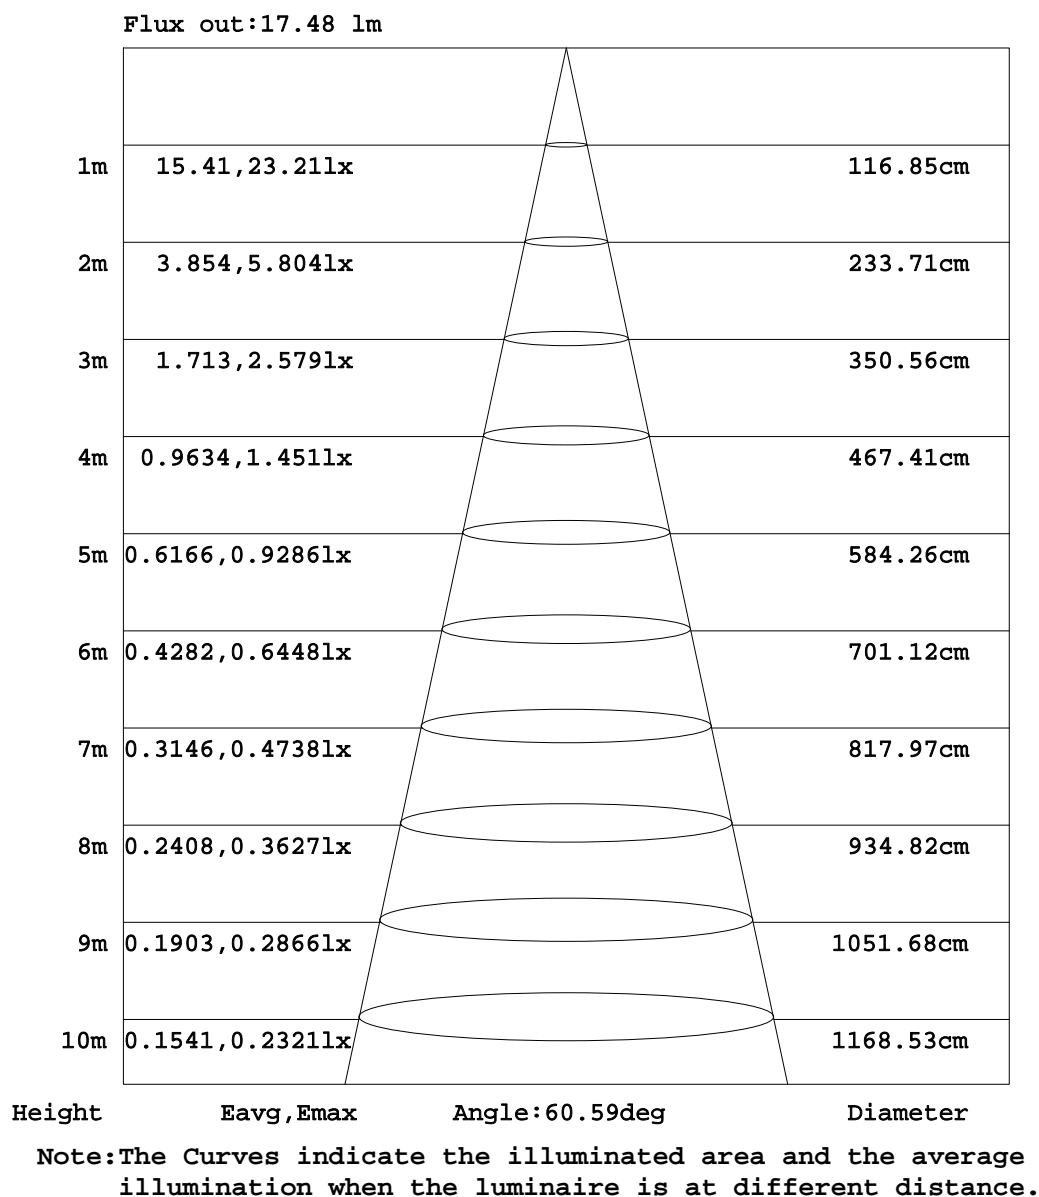 Flux out:17.48 lm
1m 15.41,23.21lx 116.85cm
2m 3.854,5.804lx 233.71cm
3m 1.713,2.579lx 350.56cm
4m 0.9634,1.451lx 467.41cm
5m 0.6166,0.9286lx 584.26cm
6m 0.4282,0.6448lx 701.12cm
7m 0.3146,0.4738lx 817.97cm
8m 0.2408,0.3627lx 934.82cm
9m 0.1903,0.2866lx 1051.68cm
10m 0.1541,0.2321lx 1168.53cm
Height Eavg,Emax Angle:60.59deg Diameter
Note:The Curves indicate the illuminated area and the average
illumination when the luminaire is at different distance.